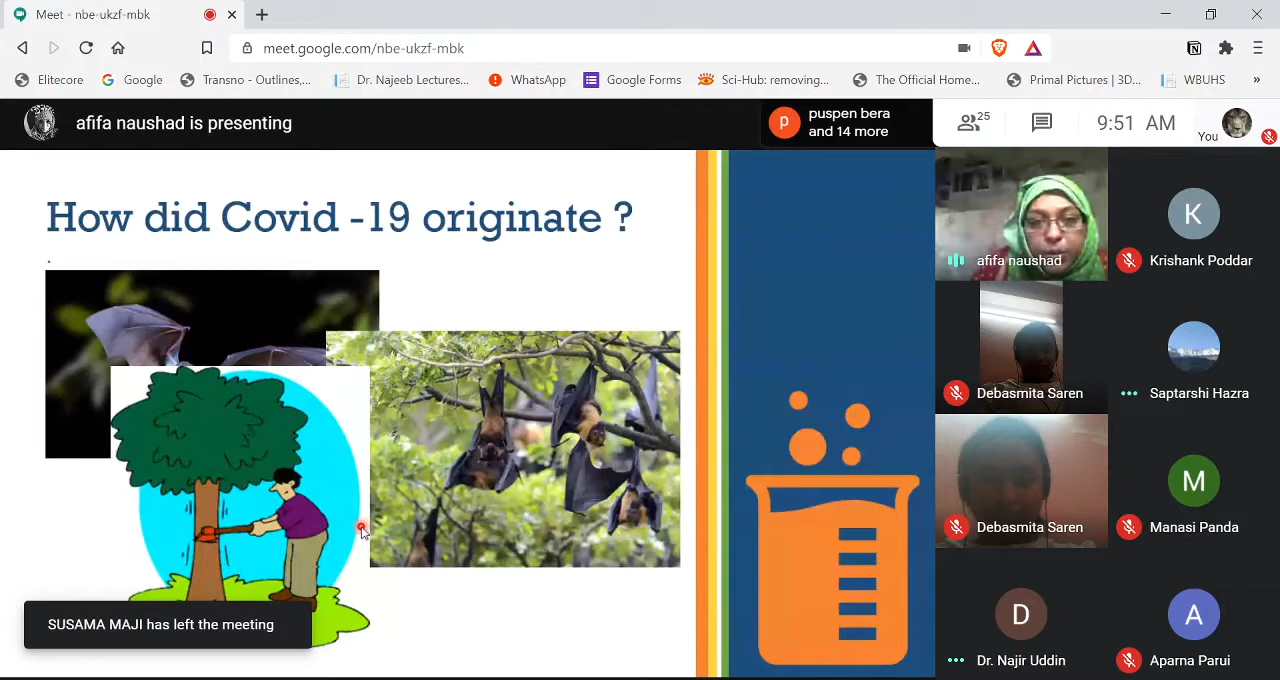 Meet - nbe-ukzf-mbk
meet.google.com/nbe-ukzf-mbk
Elitecore
Google
Transno - Outlines,...
Dr. Najeeb Lectures...
WhatsApp
Google Forms
Sci-Hub: removing...
The Official Home...
Primal Pictures | 3D...
WBUHS
»
afifa naushad is presenting
P
puspen bera
and 14 more
25
9:51 AM
You
How did Covid -19 originate ?
.
afifa naushad
K
Krishank Poddar
Debasmita Saren
Saptarshi Hazra
Debasmita Saren
M
Manasi Panda
SUSAMA MAJI has left the meeting
D
Dr. Najir Uddin
A
Aparna Parui